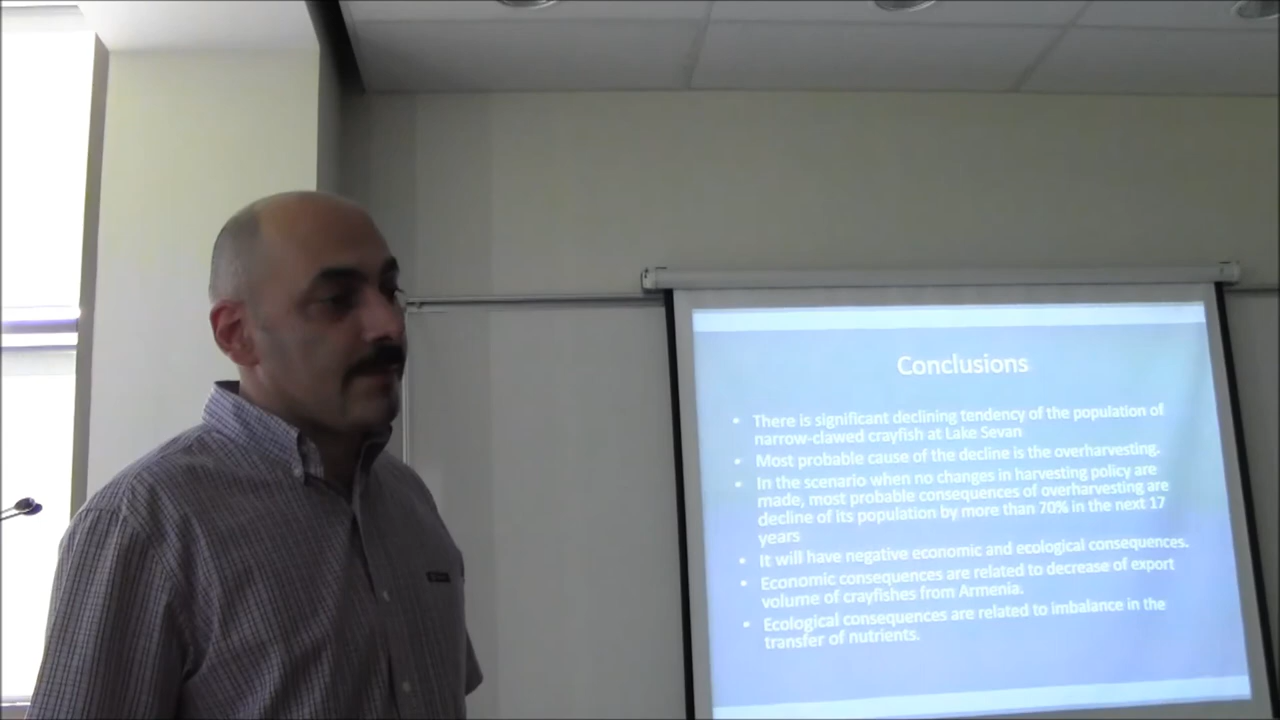 Conclusions
• There is significant declining tendency of the population of
narrow-clawed crayfish at Lake Sevan
• Most probable cause of the decline is the overharvesting.
• In the scenario when no changes in harvesting policy are
made, most probable consequences of overharvesting are
decline of its population by more than 70% in the next 17
years
• It will have negative economic and ecological consequences.
• Economic consequences are related to decrease of export
volume of crayfishes from Armenia.
• Ecological consequences are related to imbalance in the
transfer of nutrients.